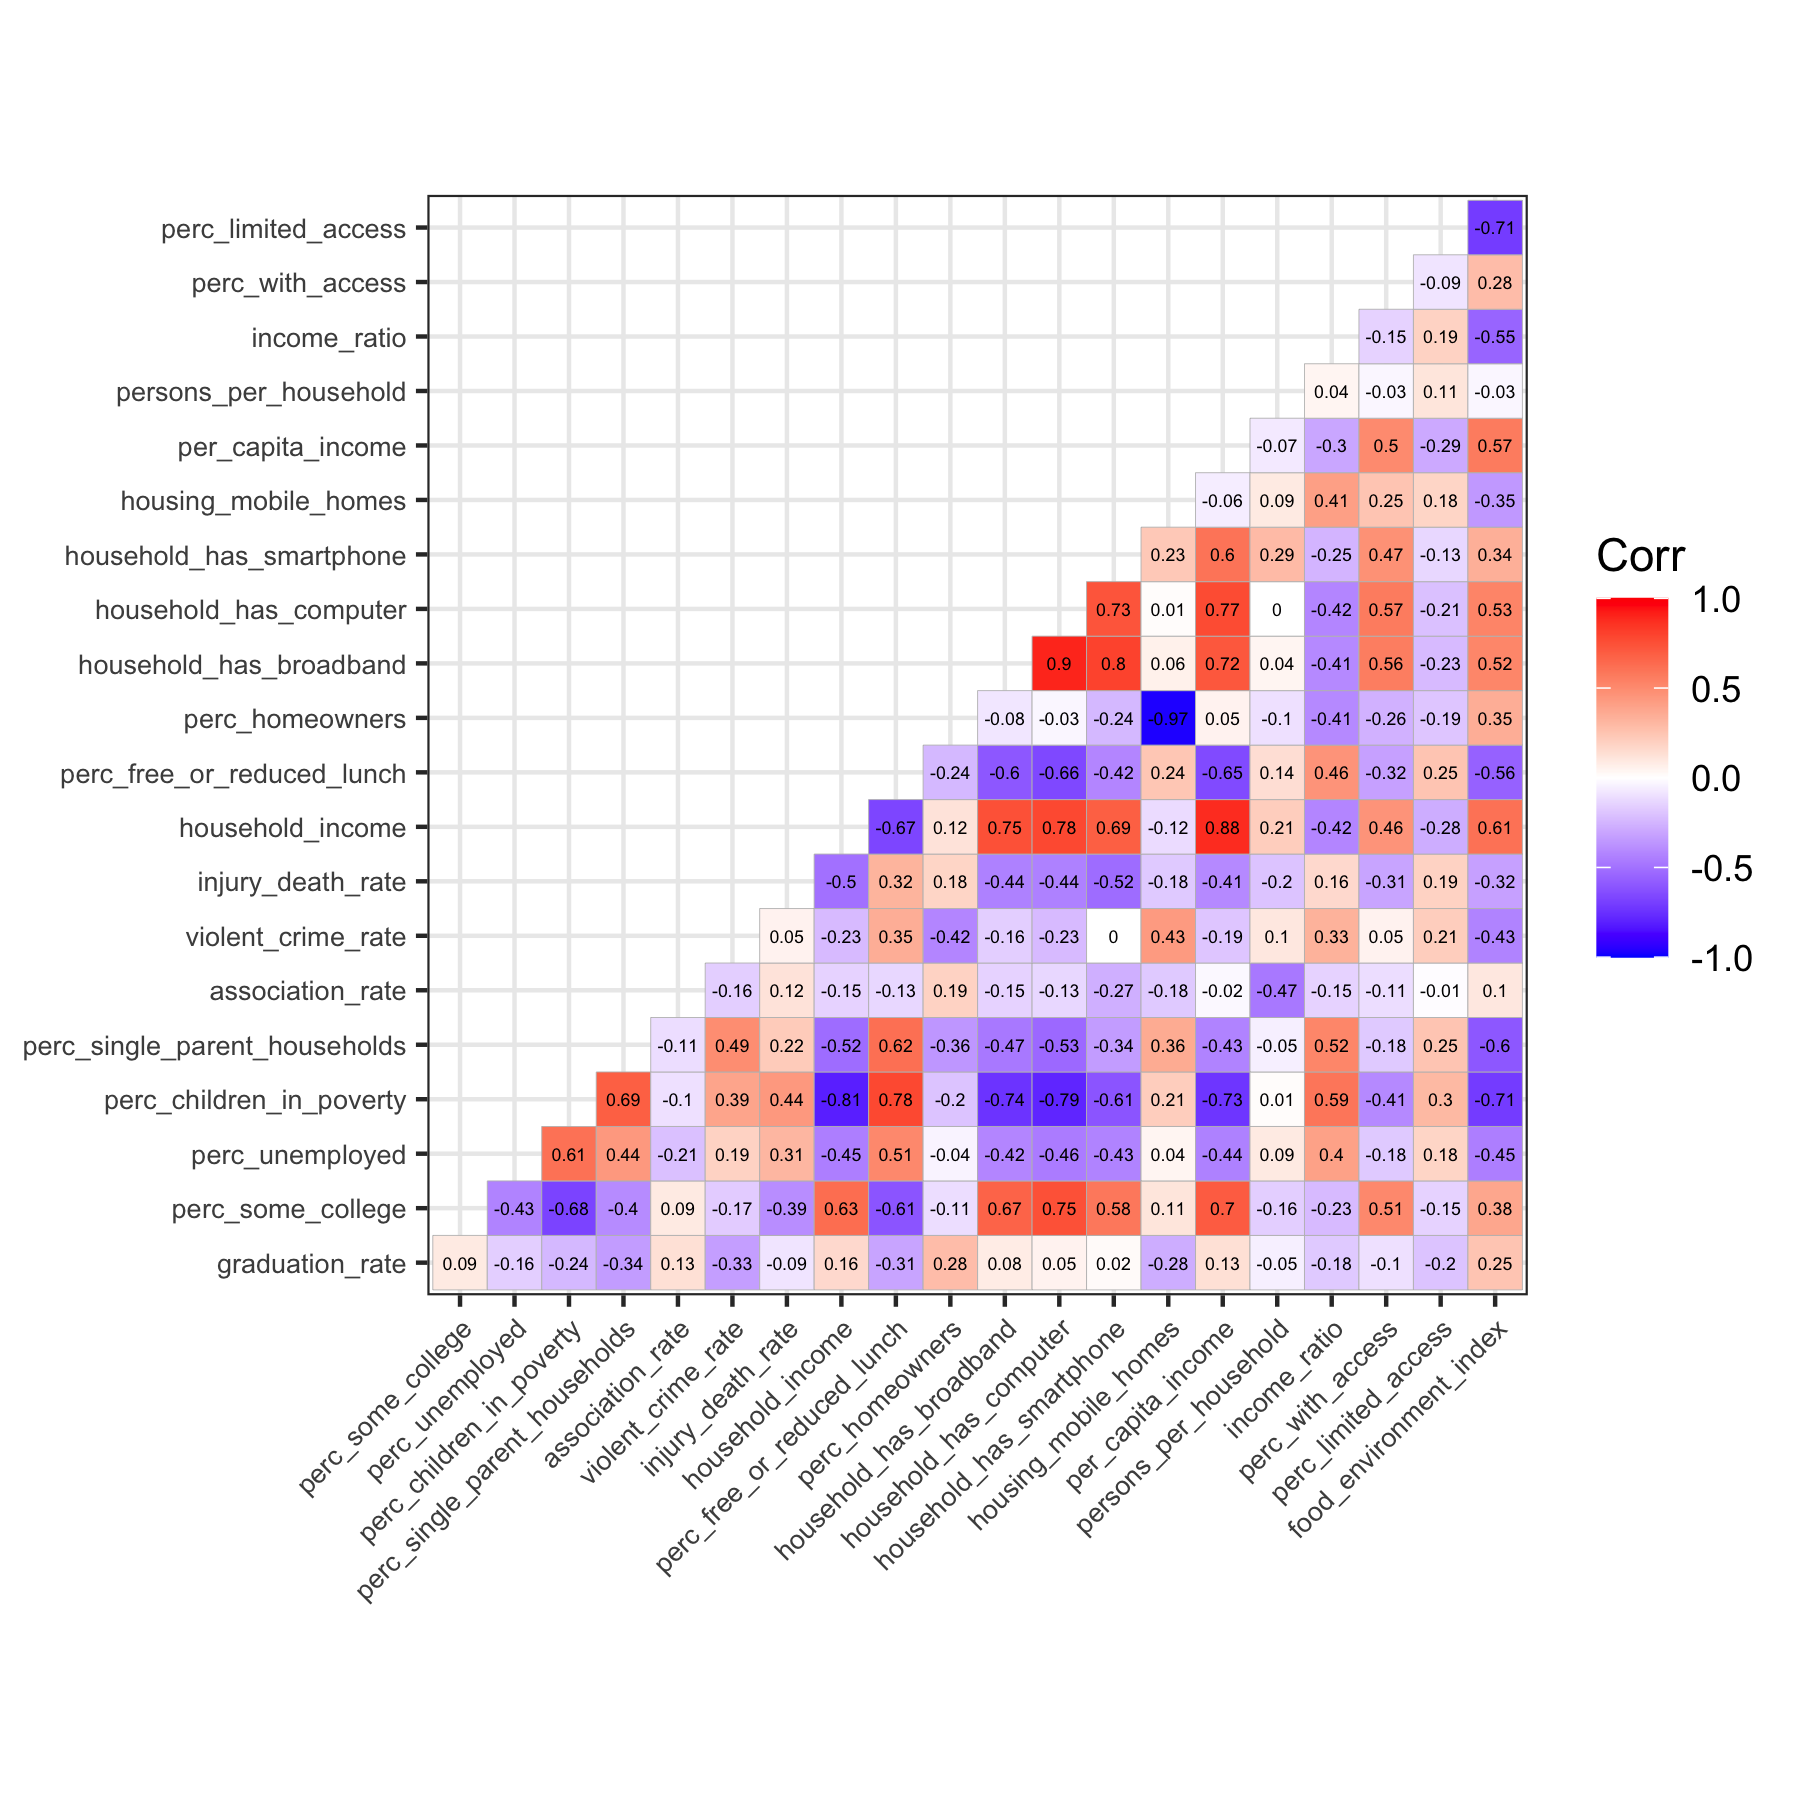 perc_limited_access -0.71
perc_with_access -0.09 0.28
income_ratio -0.15 0.19 -0.55
persons_per_household 0.04 -0.03 0.11 -0.03
per_capita_income -0.07 -0.3 0.5 -0.29 0.57
housing_mobile_homes -0.06 0.09 0.41 0.25 0.18 -0.35
household_has_smartphone 0.23 0.6 0.29 -0.25 0.47 -0.13 0.34
household_has_computer 0.73 0.01 0.77 0 -0.42 0.57 -0.21 0.53
household_has_broadband 0.9 0.8 0.06 0.72 0.04 -0.41 0.56 -0.23 0.52
perc_homeowners -0.08 -0.03 -0.24 -0.97 0.05 -0.1 -0.41 -0.26 -0.19 0.35
perc_free_or_reduced_lunch -0.24 -0.6 -0.66 -0.42 0.24 -0.65 0.14 0.46 -0.32 0.25 -0.56
household_income -0.67 0.12 0.75 0.78 0.69 -0.12 0.88 0.21 -0.42 0.46 -0.28 0.61
injury_death_rate -0.5 0.32 0.18 -0.44 -0.44 -0.52 -0.18 -0.41 -0.2 0.16 -0.31 0.19 -0.32
violent_crime_rate 0.05 -0.23 0.35 -0.42 -0.16 -0.23 0 0.43 -0.19 0.1 0.33 0.05 0.21 -0.43
association_rate -0.16 0.12 -0.15 -0.13 0.19 -0.15 -0.13 -0.27 -0.18 -0.02 -0.47 -0.15 -0.11 -0.01 0.1
perc_single_parent_households -0.11 0.49 0.22 -0.52 0.62 -0.36 -0.47 -0.53 -0.34 0.36 -0.43 -0.05 0.52 -0.18 0.25 -0.6
perc_children_in_poverty 0.69 -0.1 0.39 0.44 -0.81 0.78 -0.2 -0.74 -0.79 -0.61 0.21 -0.73 0.01 0.59 -0.41 0.3 -0.71
perc_unemployed 0.61 0.44 -0.21 0.19 0.31 -0.45 0.51 -0.04 -0.42 -0.46 -0.43 0.04 -0.44 0.09 0.4 -0.18 0.18 -0.45
perc_some_college -0.43 -0.68 -0.4 0.09 -0.17 -0.39 0.63 -0.61 -0.11 0.67 0.75 0.58 0.11 0.7 -0.16 -0.23 0.51 -0.15 0.38
graduation_rate 0.09 -0.16 -0.24 -0.34 0.13 -0.33 -0.09 0.16 -0.31 0.28 0.08 0.05 0.02 -0.28 0.13 -0.05 -0.18 -0.1 -0.2 0.25
perc_some_college
perc_unemployed
perc_children_in_poverty
perc_single_parent_households
association_rate
violent_crime_rate
injury_death_rate
household_income
perc_free_or_reduced_lunch
perc_homeowners
household_has_broadband
household_has_computer
household_has_smartphone
housing_mobile_homes
per_capita_income
persons_per_household
income_ratio
perc_with_access
perc_limited_access
food_environment_index
Corr
1.0
0.5
0.0
-0.5
-1.0